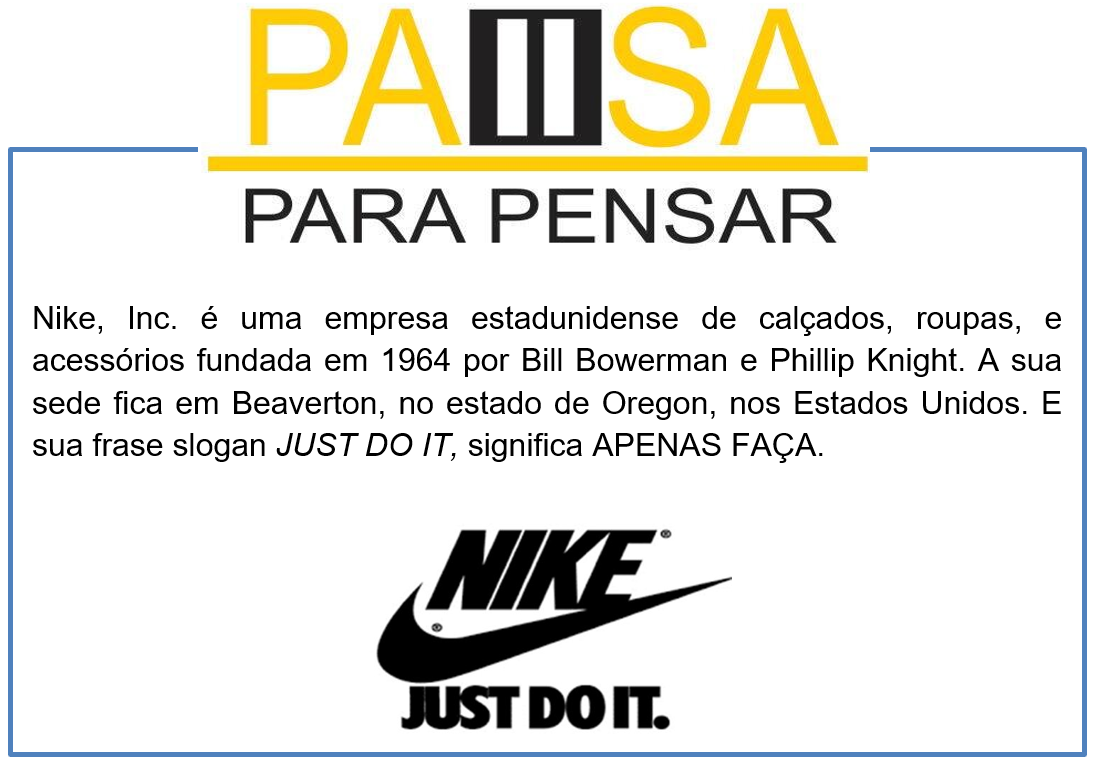 PAUSA
PARA PENSAR
Nike, Inc. é uma empresa estadunidense de calçados, roupas, e
acessórios fundada em 1964 por Bill Bowerman e Phillip Knight. A sua
sede fica em Beaverton, no estado de Oregon, nos Estados Unidos. E
sua frase slogan JUST DO IT, significa APENAS FAÇA.
NIKE®
®
JUST DO IT.